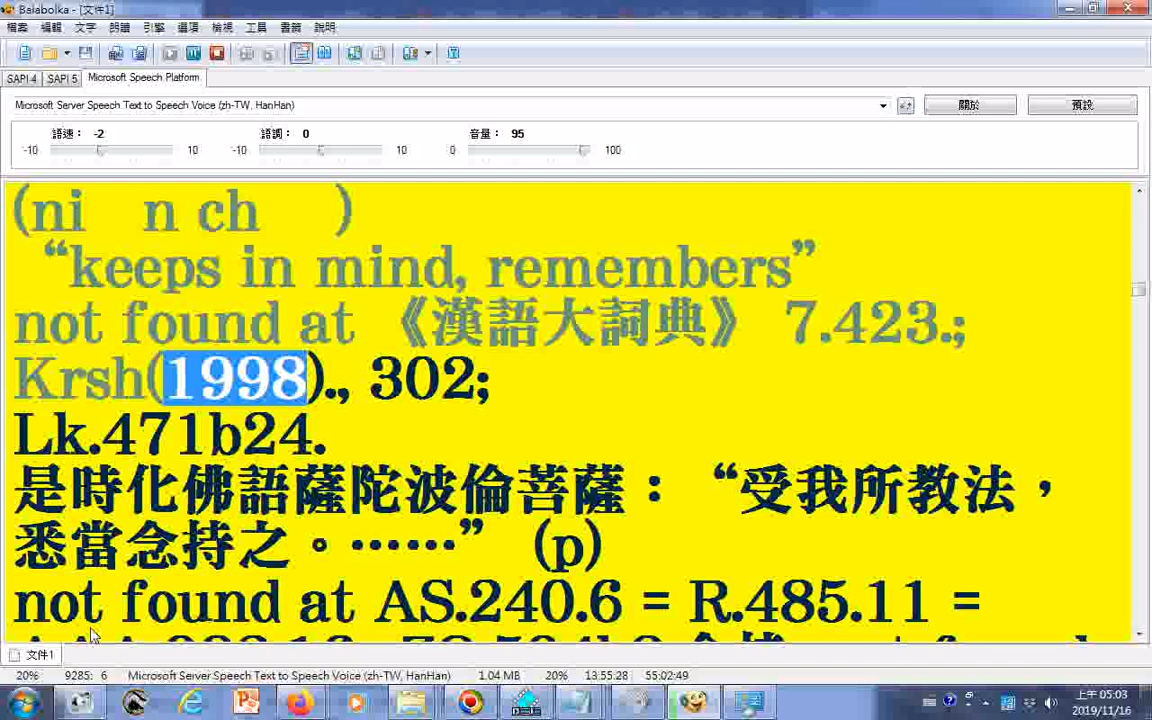 Balabolka - [文件1]
檔案 編輯 文字 朗讀 引擎 選項 檢視 工具 書籤 說明
SAPI 4 SAPI 5 Microsoft Speech Platform
Microsoft Server Speech Text to Speech Voice (zh-TW, HanHan) 關於 預設
語速： -2 語調： 0 音量： 95
-10 10 -10 10 0 100
(ni n ch )
“keeps in mind, remembers”
not found at 《漢語大詞典》 7.423.;
Krsh(1998)., 302;
Lk.471b24.
是時化佛語薩陀波倫菩薩：“受我所教法，
悉當念持之。……” (p)
not found at AS.240.6 = R.485.11 =
文件1
20% 9285: 6 Microsoft Server Speech Text to Speech Voice (zh-TW, HanHan) 1.04 MB 20% 13:55:28 55:02:49
上午 05:03
2019/11/16